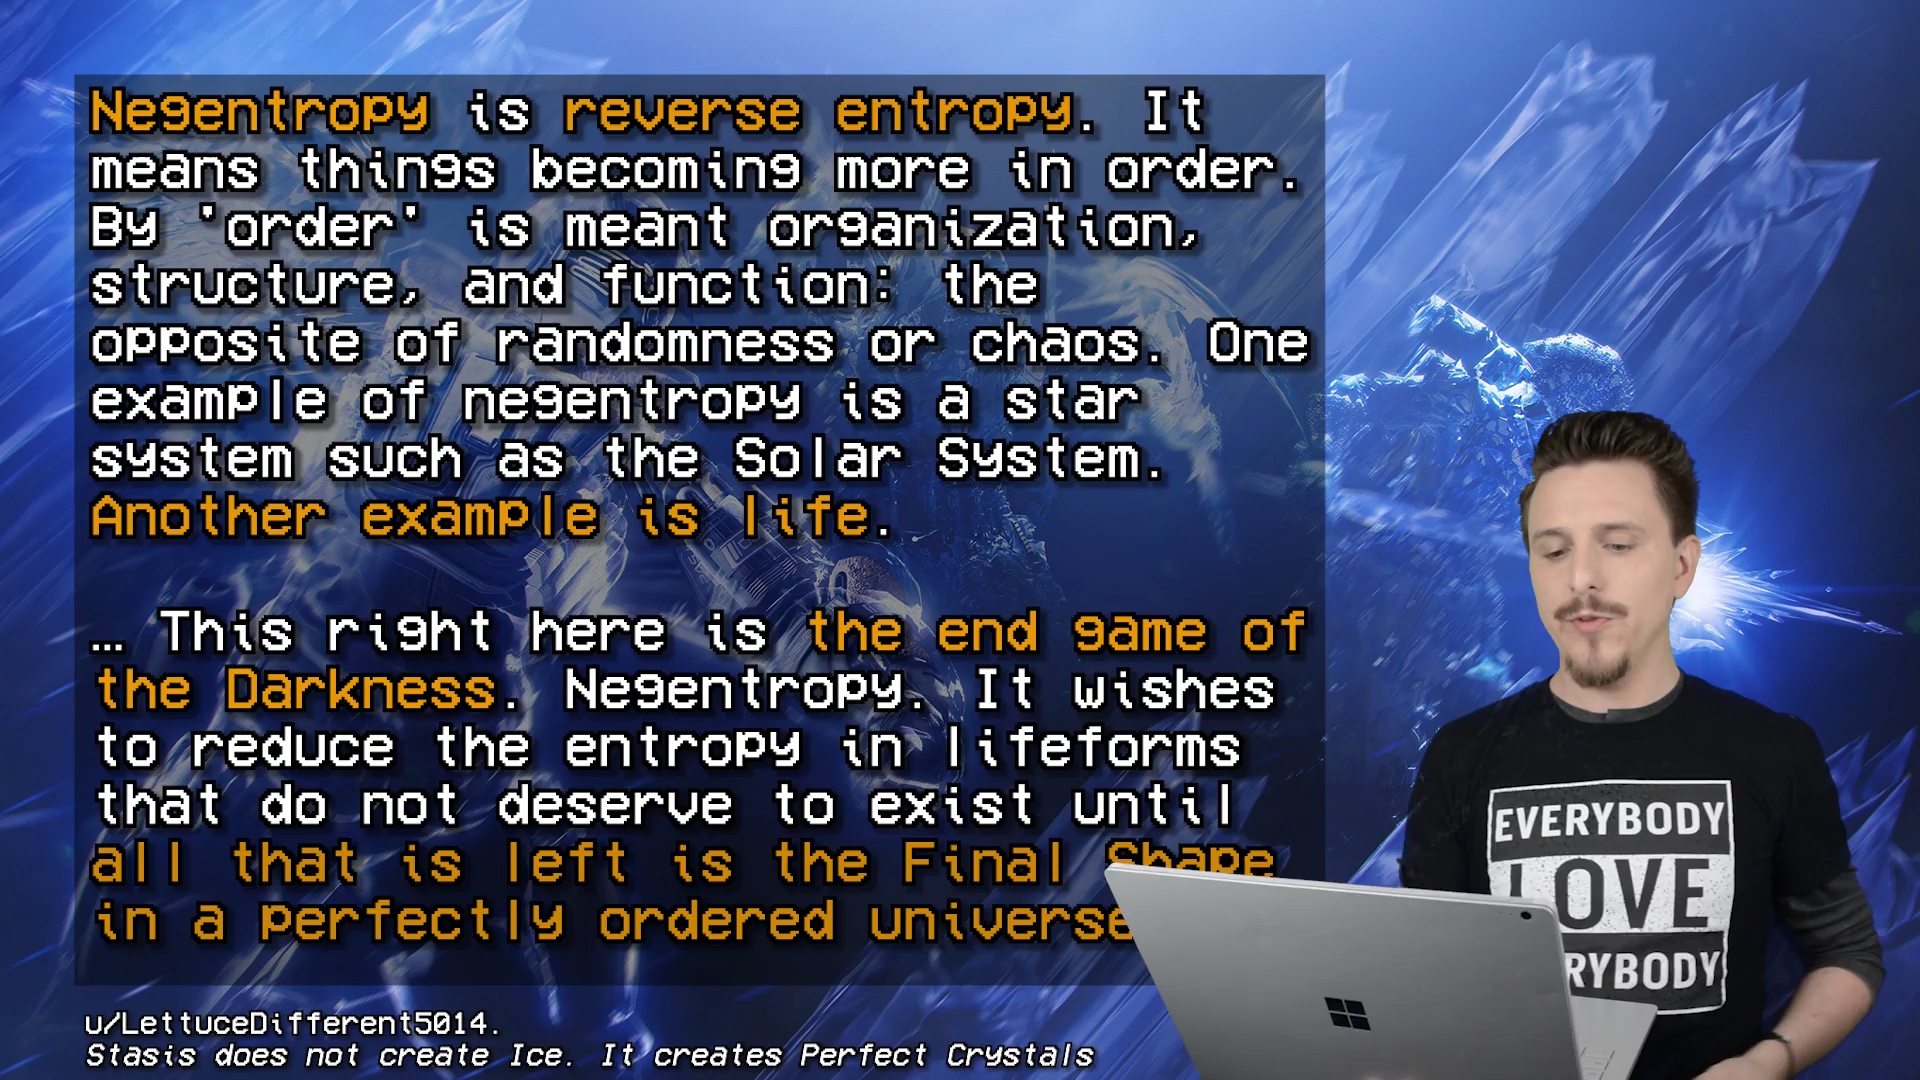 Negentropy is reverse entropy. It
means things becoming more in order.
By 'order' is meant organization,
structure, and function: the
opposite of randomness or chaos. One
example of negentropy is a star
system such as the Solar System.
Another example is life.
… This right here is the end game of
the Darkness. Negentropy. It wishes
to reduce the entropy in lifeforms
that do not deserve to exist until
all that is left is the Final Shape
in a perfectly ordered universe
u/LettuceDifferent5014.
Stasis does not create Ice. It creates Perfect Crystals
EVERYBODY
LOVE
RYBODY